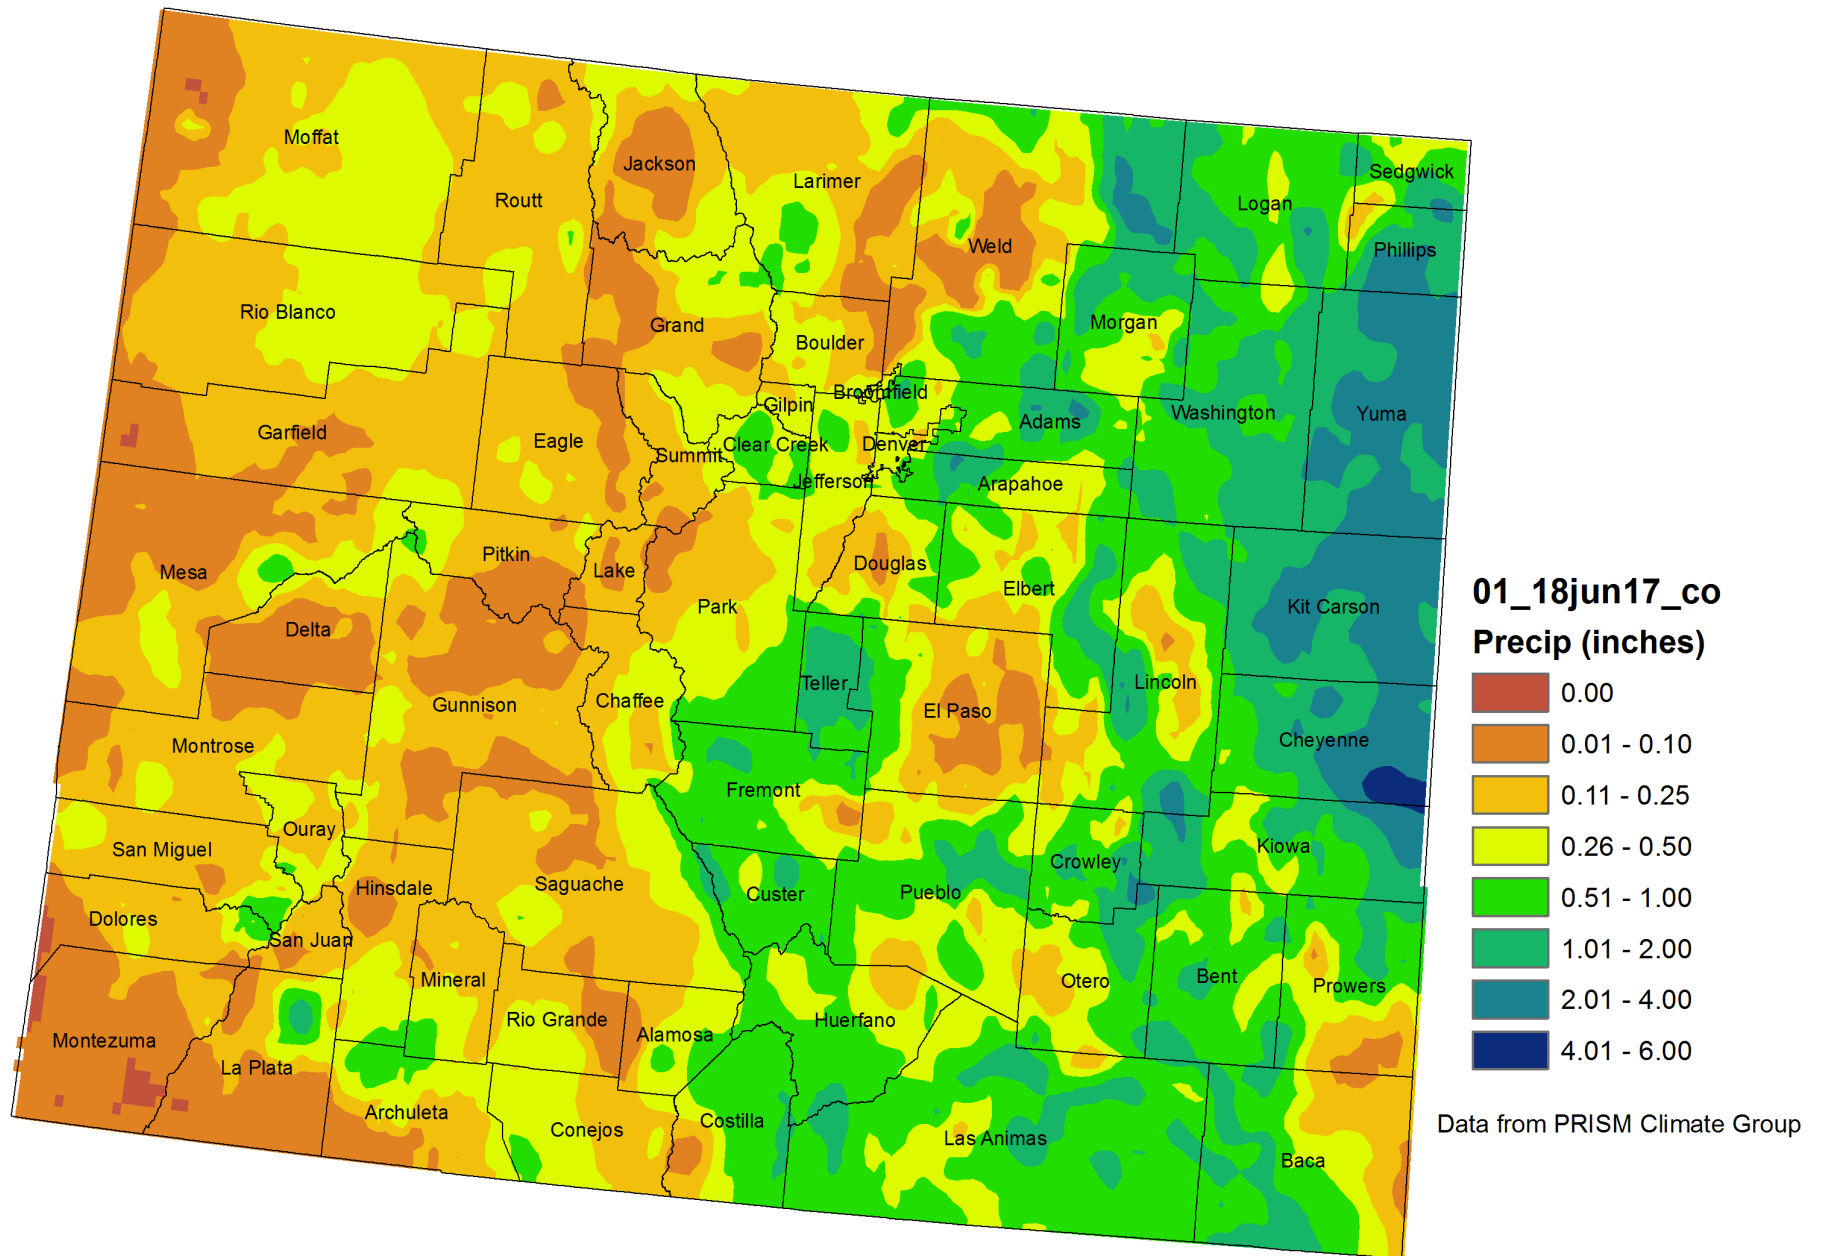 Moffat
Routt
Jackson
Larimer
Weld
Logan
Sedgwick
Phillips
Rio Blanco
Grand
Boulder
Morgan
Washington
Yuma
Garfield
Eagle
Summit
Gilpin
Broomfield
Clear Creek
Denver
Adams
Jefferson
Arapahoe
Mesa
Pitkin
Lake
Park
Douglas
Elbert
Kit Carson
Delta
Gunnison
Chaffee
Teller
El Paso
Lincoln
Cheyenne
Montrose
Fremont
San Miguel
Ouray
Hinsdale
Saguache
Custer
Pueblo
Crowley
Kiowa
Dolores
San Juan
Mineral
Rio Grande
Alamosa
Huerfano
Otero
Bent
Prowers
Montezuma
La Plata
Archuleta
Conejos
Costilla
Las Animas
Baca
01_18jun17_co
Precip (inches)
0.00
0.01 - 0.10
0.11 - 0.25
0.26 - 0.50
0.51 - 1.00
1.01 - 2.00
2.01 - 4.00
4.01 - 6.00
Data from PRISM Climate Group